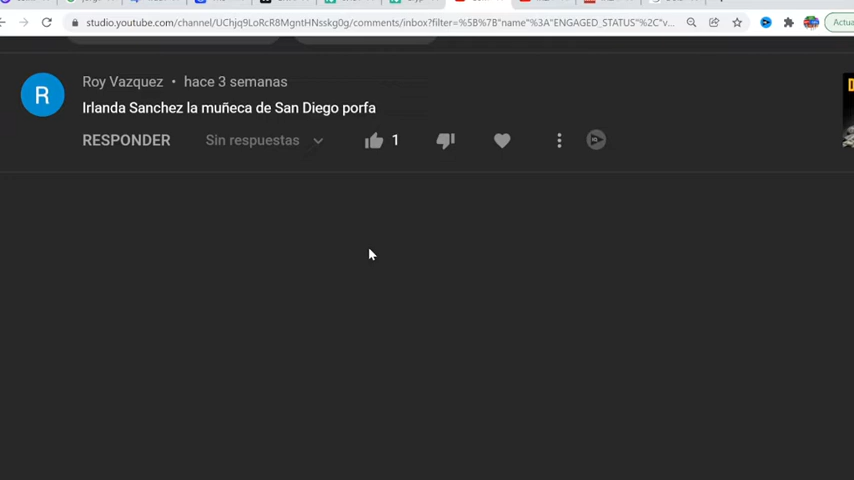 studio.youtube.com/channel/UChjq9LoRcR8MgntHNsskg0g/comments/inbox?filter=%5B%7B"name"%3A"ENGAGED_STATUS"%2C"v...
Actua
R
Roy Vazquez • hace 3 semanas
Irlanda Sanchez la muñeca de San Diego porfa
RESPONDER Sin respuestas 1